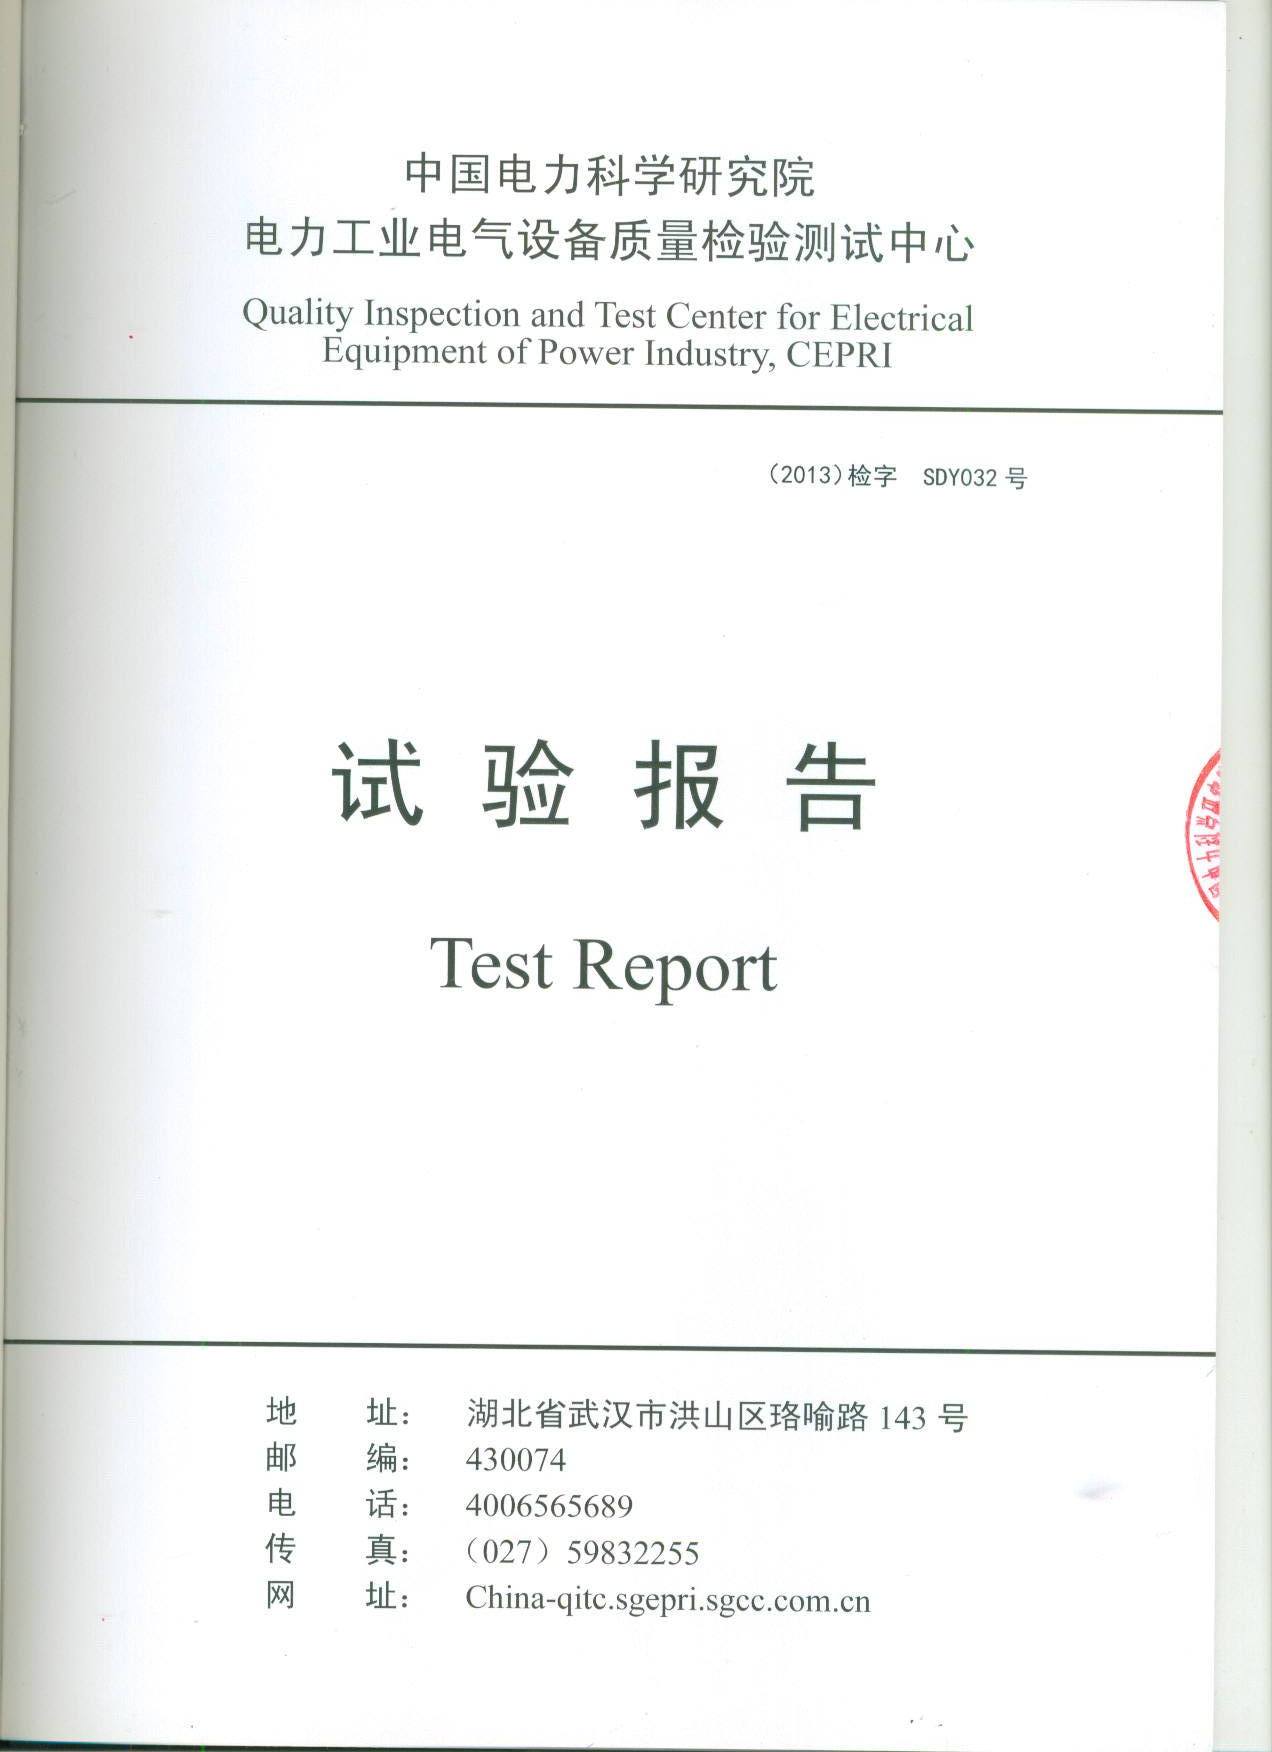 中国电力科学研究院
电力工业电气设备质量检验测试中心
Quality Inspection and Test Center for Electrical
Equipment of Power Industry, CEPRI
（2013）检字 SDY032 号
试验报告
Test Report
地 址： 湖北省武汉市洪山区珞喻路 143 号
邮 编： 430074
电 话： 4006565689
传 真： （027）59832255
网 址： China-qitc.sgepri.sgcc.com.cn